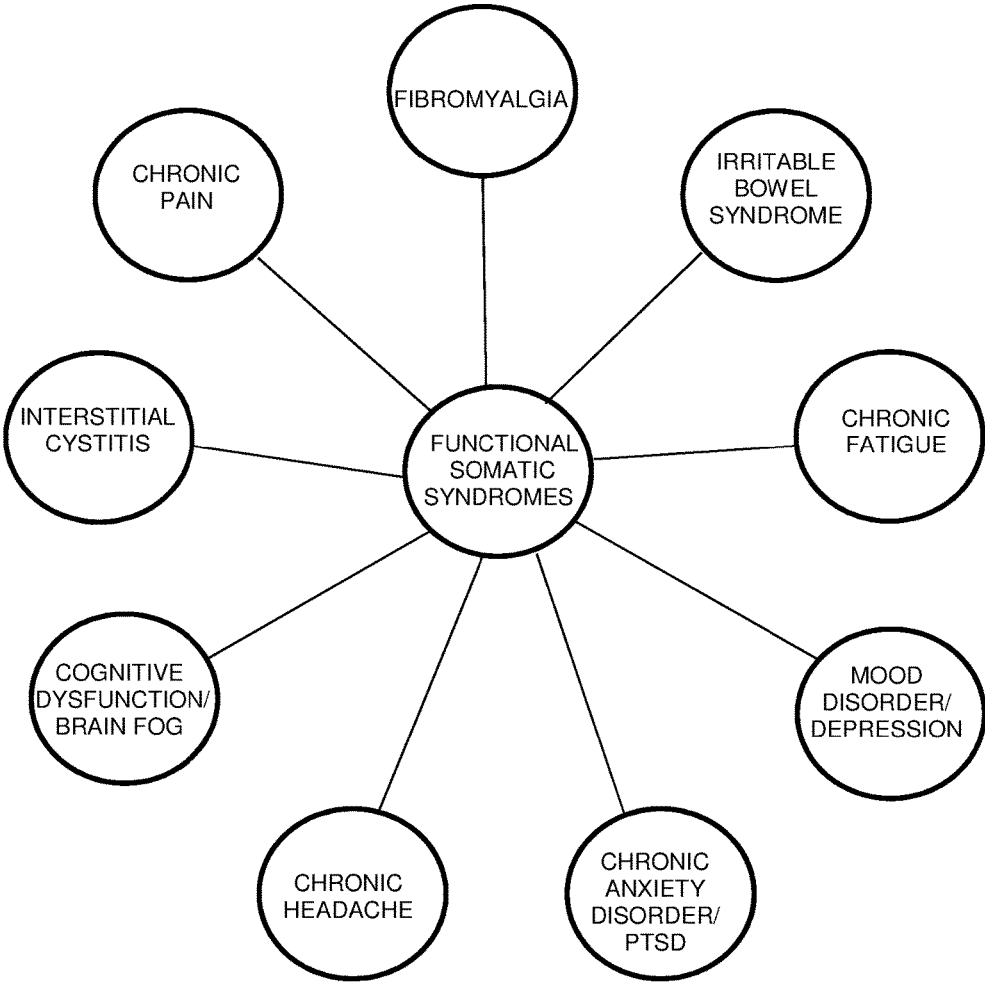 FIBROMYALGIA
IRRITABLE
BOWEL
SYNDROME
CHRONIC
PAIN
INTERSTITIAL
CYSTITIS
FUNCTIONAL
SOMATIC
SYNDROMES
CHRONIC
FATIGUE
COGNITIVE
DYSFUNCTION/
BRAIN FOG
MOOD
DISORDER/
DEPRESSION
CHRONIC
HEADACHE
CHRONIC
ANXIETY
DISORDER/
PTSD